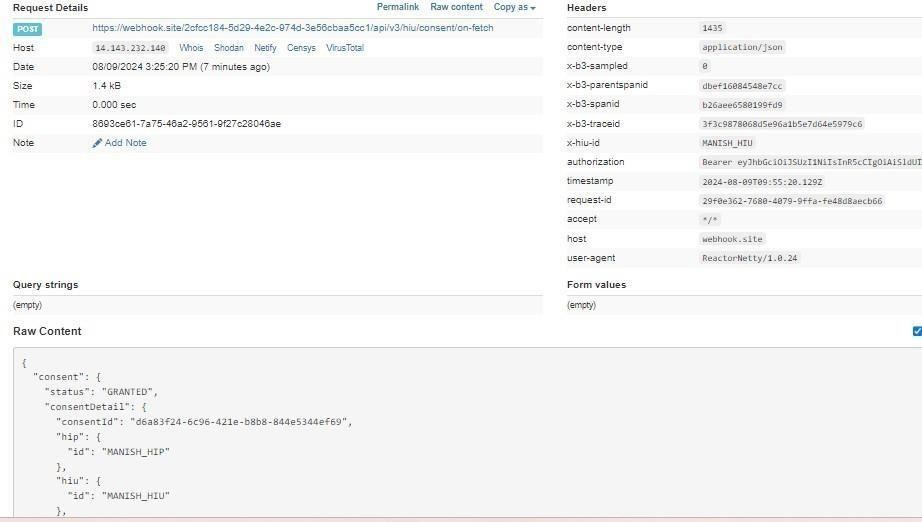 Request Details Permalink Raw content Copy as
POST https://webhook.site/2cfcc184-5d29-4e2c-974d-3e56cbaa5cc1/api/v3/hiu/consent/on-fetch
Host 14.143.232.140 Whois Shodan Netify Censys VirusTotal
Date 08/09/2024 3:25:20 PM (7 minutes ago)
Size 1.4 kB
Time 0.000 sec
ID 8693ce61-7a75-46a2-9561-9f27c28046ae
Note Add Note
Headers
content-length 1435
content-type application/json
x-b3-sampled 0
x-b3-parentspanid dbef16084548e7cc
x-b3-spanid b26aee6580199fd9
x-b3-traceid 3f3c9878068d5e96a1b5e7d64e5979c6
x-hiu-id MANISH_HIU
authorization Bearer eyJhbGciOiJSUzI1NiIsInR5cCIgOiAiSldUI
timestamp 2024-08-09T09:55:20.129Z
request-id 29f0e362-7680-4079-9ffa-fe48d8aecb66
accept */*
host webhook.site
user-agent ReactorNetty/1.0.24
Query strings
(empty)
Form values
(empty)
Raw Content
{
"consent": {
"status": "GRANTED",
"consentDetail": {
"consentId": "d6a83f24-6c96-421e-b8b8-844e5344ef69",
"hip": {
"id": "MANISH_HIP"
},
"hiu": {
"id": "MANISH_HIU"
},